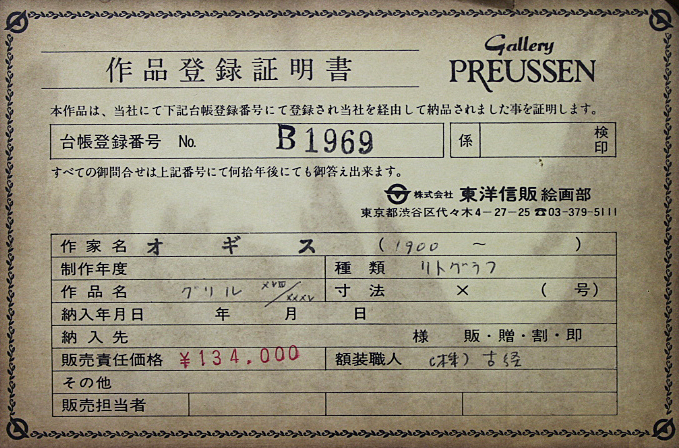 作品登録証明書
Gallery
PREUSSEN
本作品は、当社にて下記台帳登録番号にて登録され当社を経由して納品されました事を証明します。
台帳登録番号 No. B1969 係 検印
すべての御問合せは上記番号にて何拾年後にても御答え出来ます。
株式会社 東洋信販 絵画部
東京都渋谷区代々木4-27-25 ☎03-379-5111
作家名 オギス (1900 ~ )
制作年度 種類 リトグラフ
作品名 グリル XVIII/XXXV 寸法 × ( 号)
納入年月日 年 月 日
納入先 様 販・贈・割・即
販売責任価格 ¥134,000 額装職人 (株)古径
その他
販売担当者